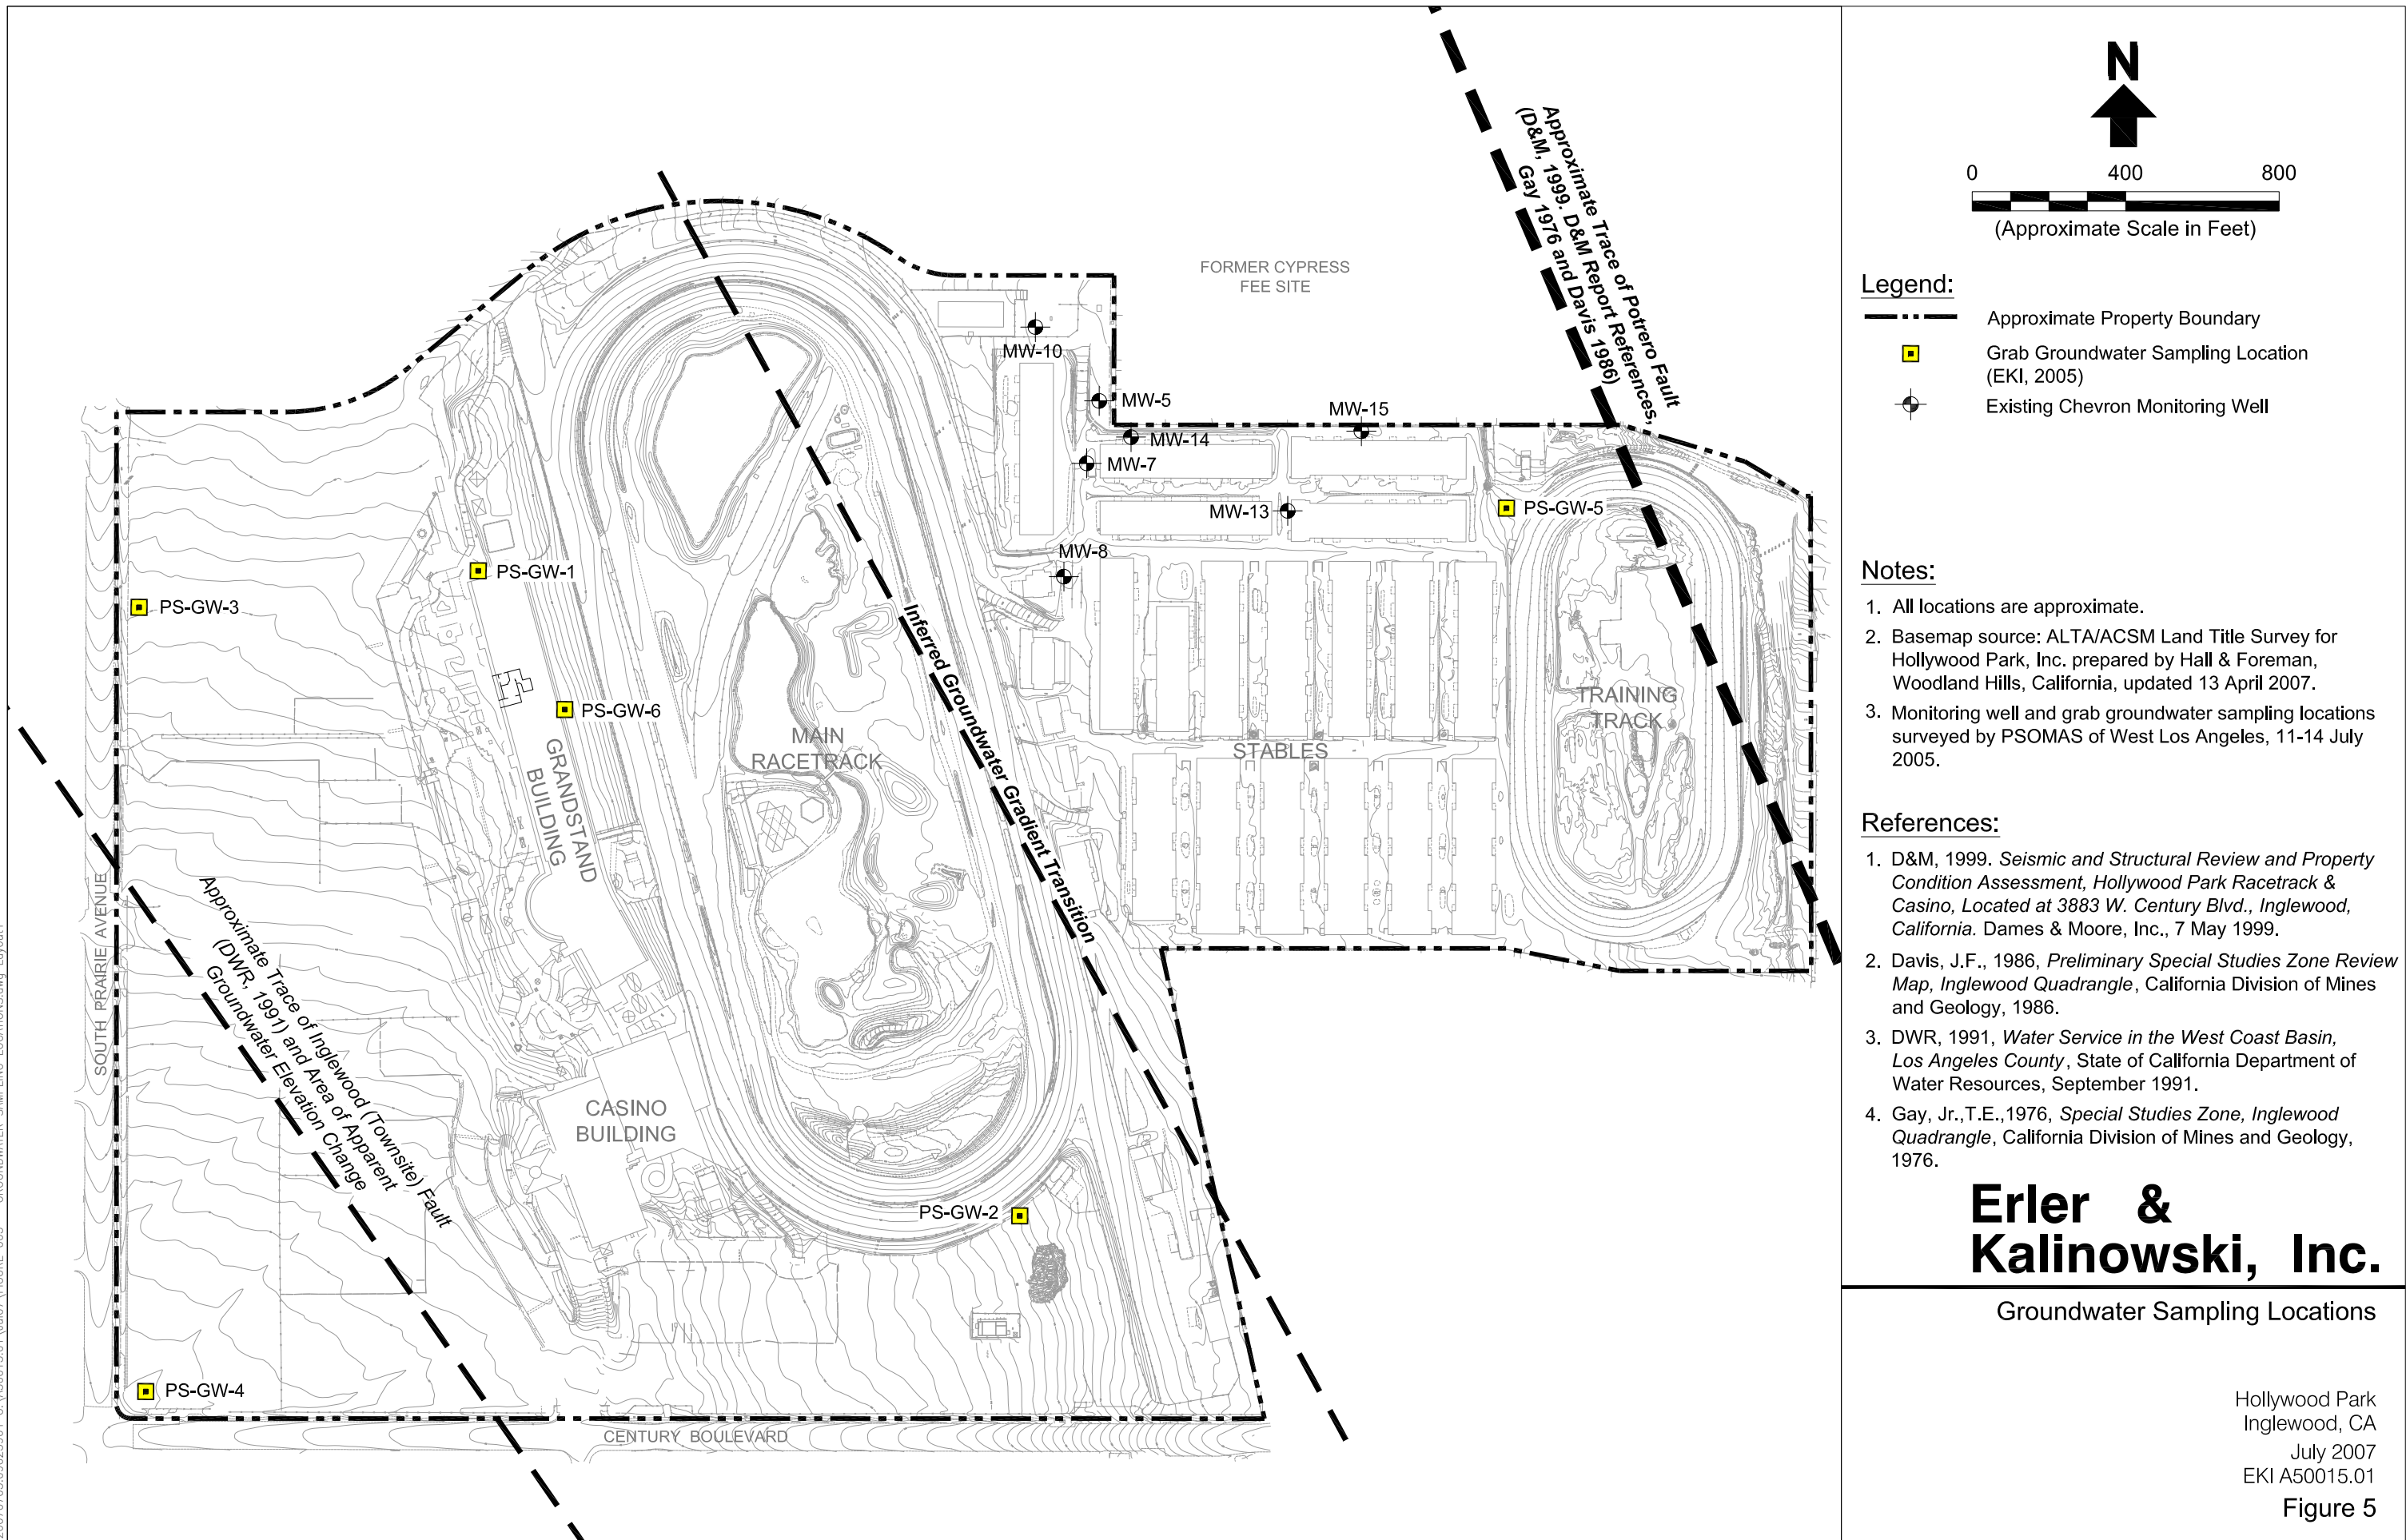 N
0 400 800
(Approximate Scale in Feet)
Legend:
Approximate Property Boundary
Grab Groundwater Sampling Location
(EKI, 2005)
Existing Chevron Monitoring Well
Notes:
1. All locations are approximate.
2. Basemap source: ALTA/ACSM Land Title Survey for
Hollywood Park, Inc. prepared by Hall & Foreman,
Woodland Hills, California, updated 13 April 2007.
3. Monitoring well and grab groundwater sampling locations
surveyed by PSOMAS of West Los Angeles, 11-14 July
2005.
References:
1. D&M, 1999. Seismic and Structural Review and Property
Condition Assessment, Hollywood Park Racetrack &
Casino, Located at 3883 W. Century Blvd., Inglewood,
California. Dames & Moore, Inc., 7 May 1999.
2. Davis, J.F., 1986, Preliminary Special Studies Zone Review
Map, Inglewood Quadrangle, California Division of Mines
and Geology, 1986.
3. DWR, 1991, Water Service in the West Coast Basin,
Los Angeles County, State of California Department of
Water Resources, September 1991.
4. Gay, Jr.,T.E.,1976, Special Studies Zone, Inglewood
Quadrangle, California Division of Mines and Geology,
1976.
Erler &
Kalinowski, Inc.
Groundwater Sampling Locations
Hollywood Park
Inglewood, CA
July 2007
EKI A50015.01
Figure 5
Approximate Trace of Potrero Fault
(D&M, 1999. D&M Report References,
Gay 1976 and Davis 1986)
FORMER CYPRESS
FEE SITE
MW-10
MW-5
MW-15
MW-14
MW-7
MW-13
PS-GW-5
MW-8
PS-GW-1
PS-GW-3
PS-GW-6
Inferred Groundwater Gradient Transition
MAIN
RACETRACK
STABLES
TRAINING
TRACK
GRANDSTAND
BUILDING
SOUTH PRAIRIE AVENUE
Approximate Trace of Inglewood (Townsite) Fault
(DWR, 1991) and Area of Apparent
Groundwater Elevation Change
CASINO
BUILDING
PS-GW-2
PS-GW-4
CENTURY BOULEVARD